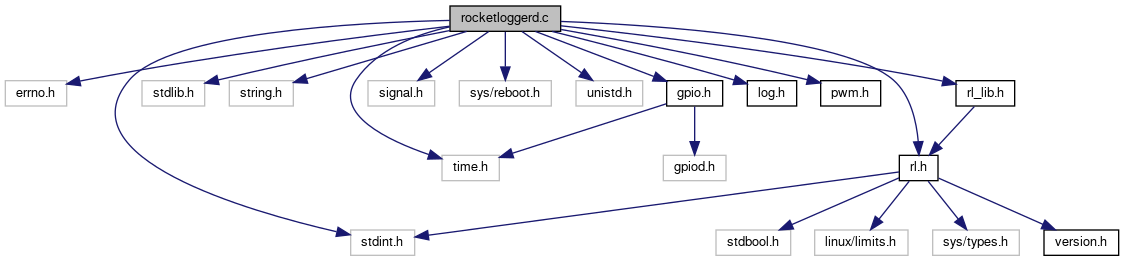 rocketloggerd.c
errno.h
stdlib.h
string.h
signal.h
sys/reboot.h
unistd.h
gpio.h
log.h
pwm.h
rl_lib.h
time.h
gpiod.h
rl.h
stdint.h
stdbool.h
linux/limits.h
sys/types.h
version.h